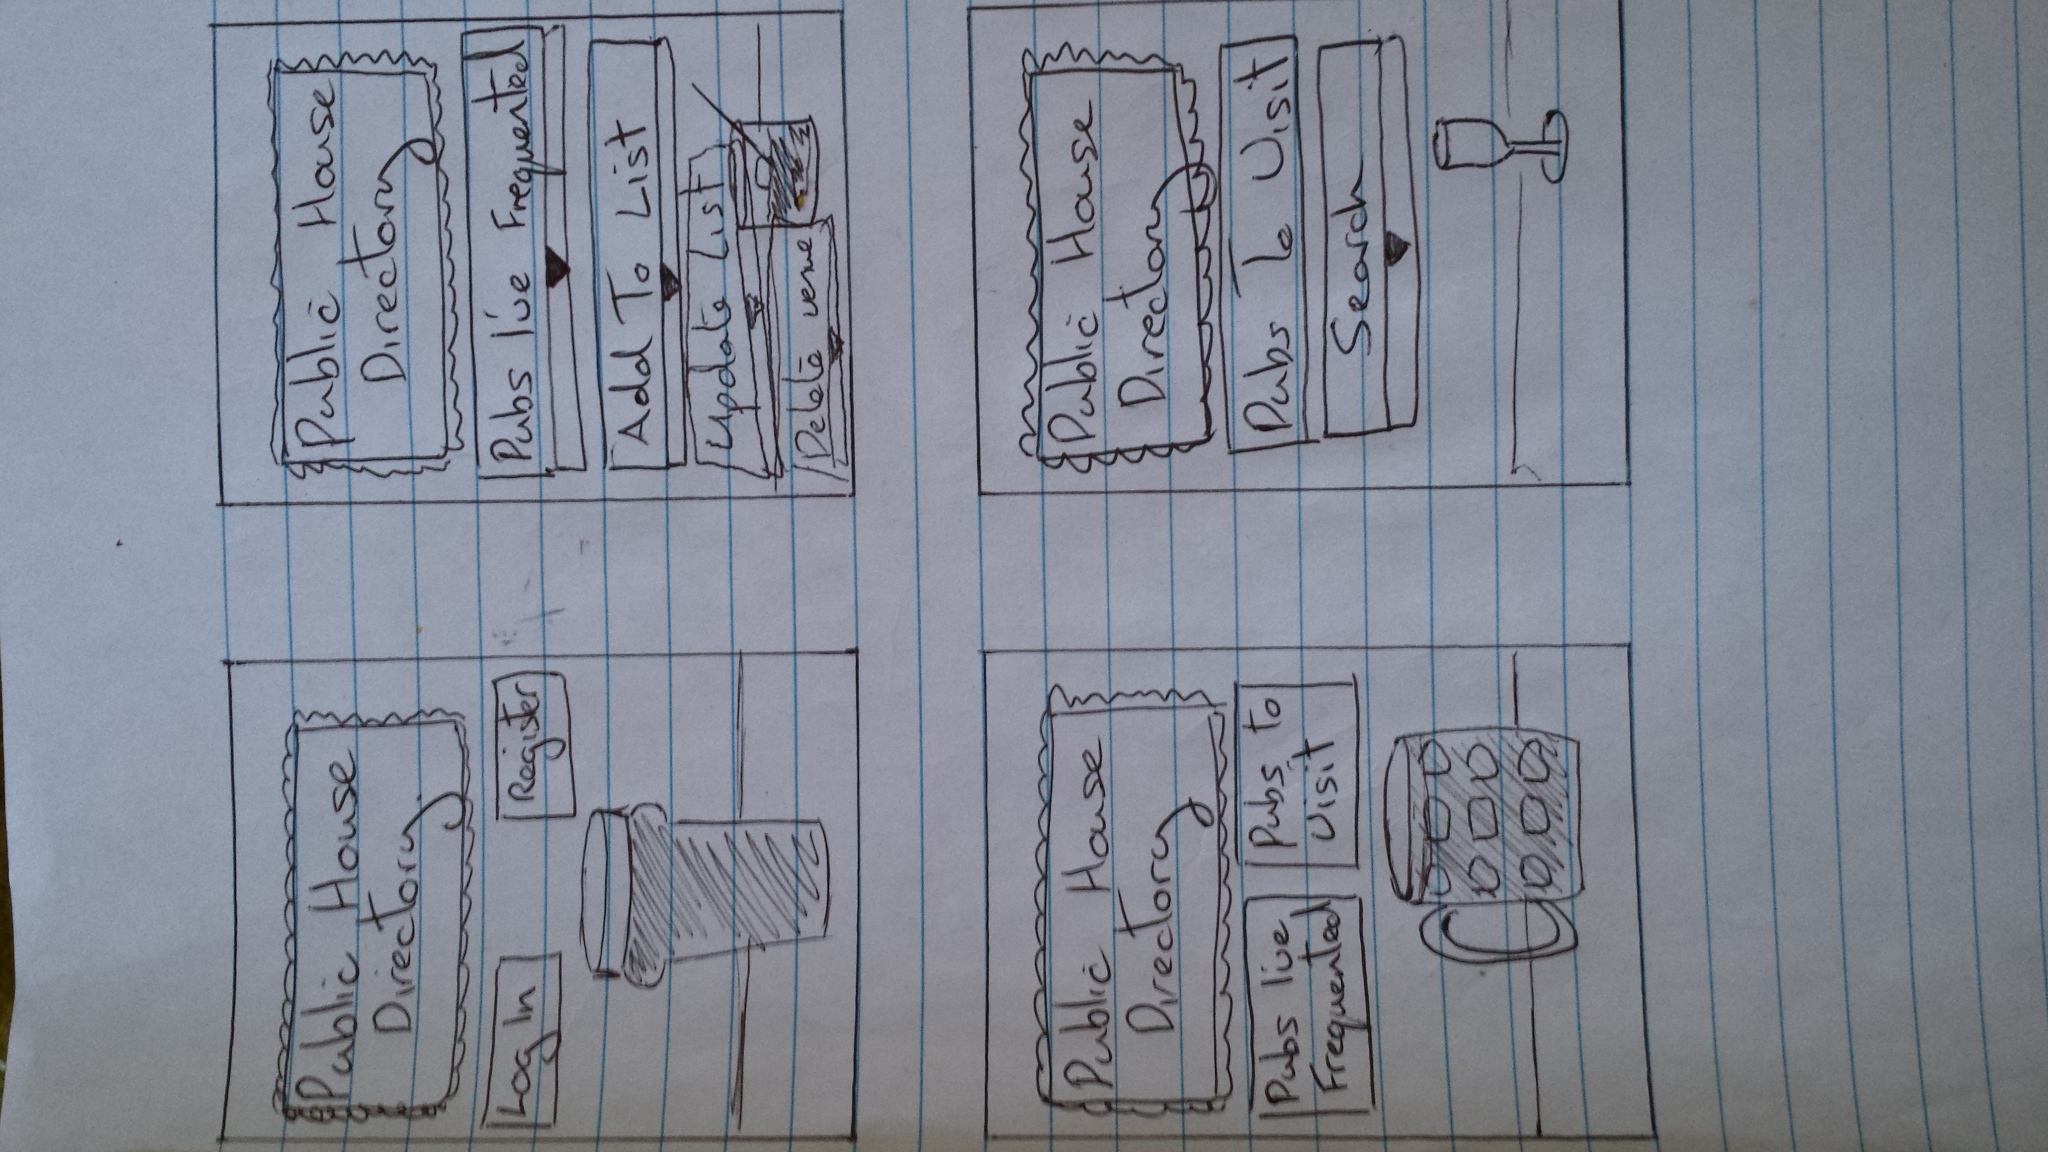 Public House
Directory.
Log In
Register
Public House
Directory
Pubs I've Frequented
Add To List
Update List
Delete venue
Public House
Directory
Pubs I've
Frequented
Pubs to
Visit
Public House
Directory
Pubs To Visit
Search